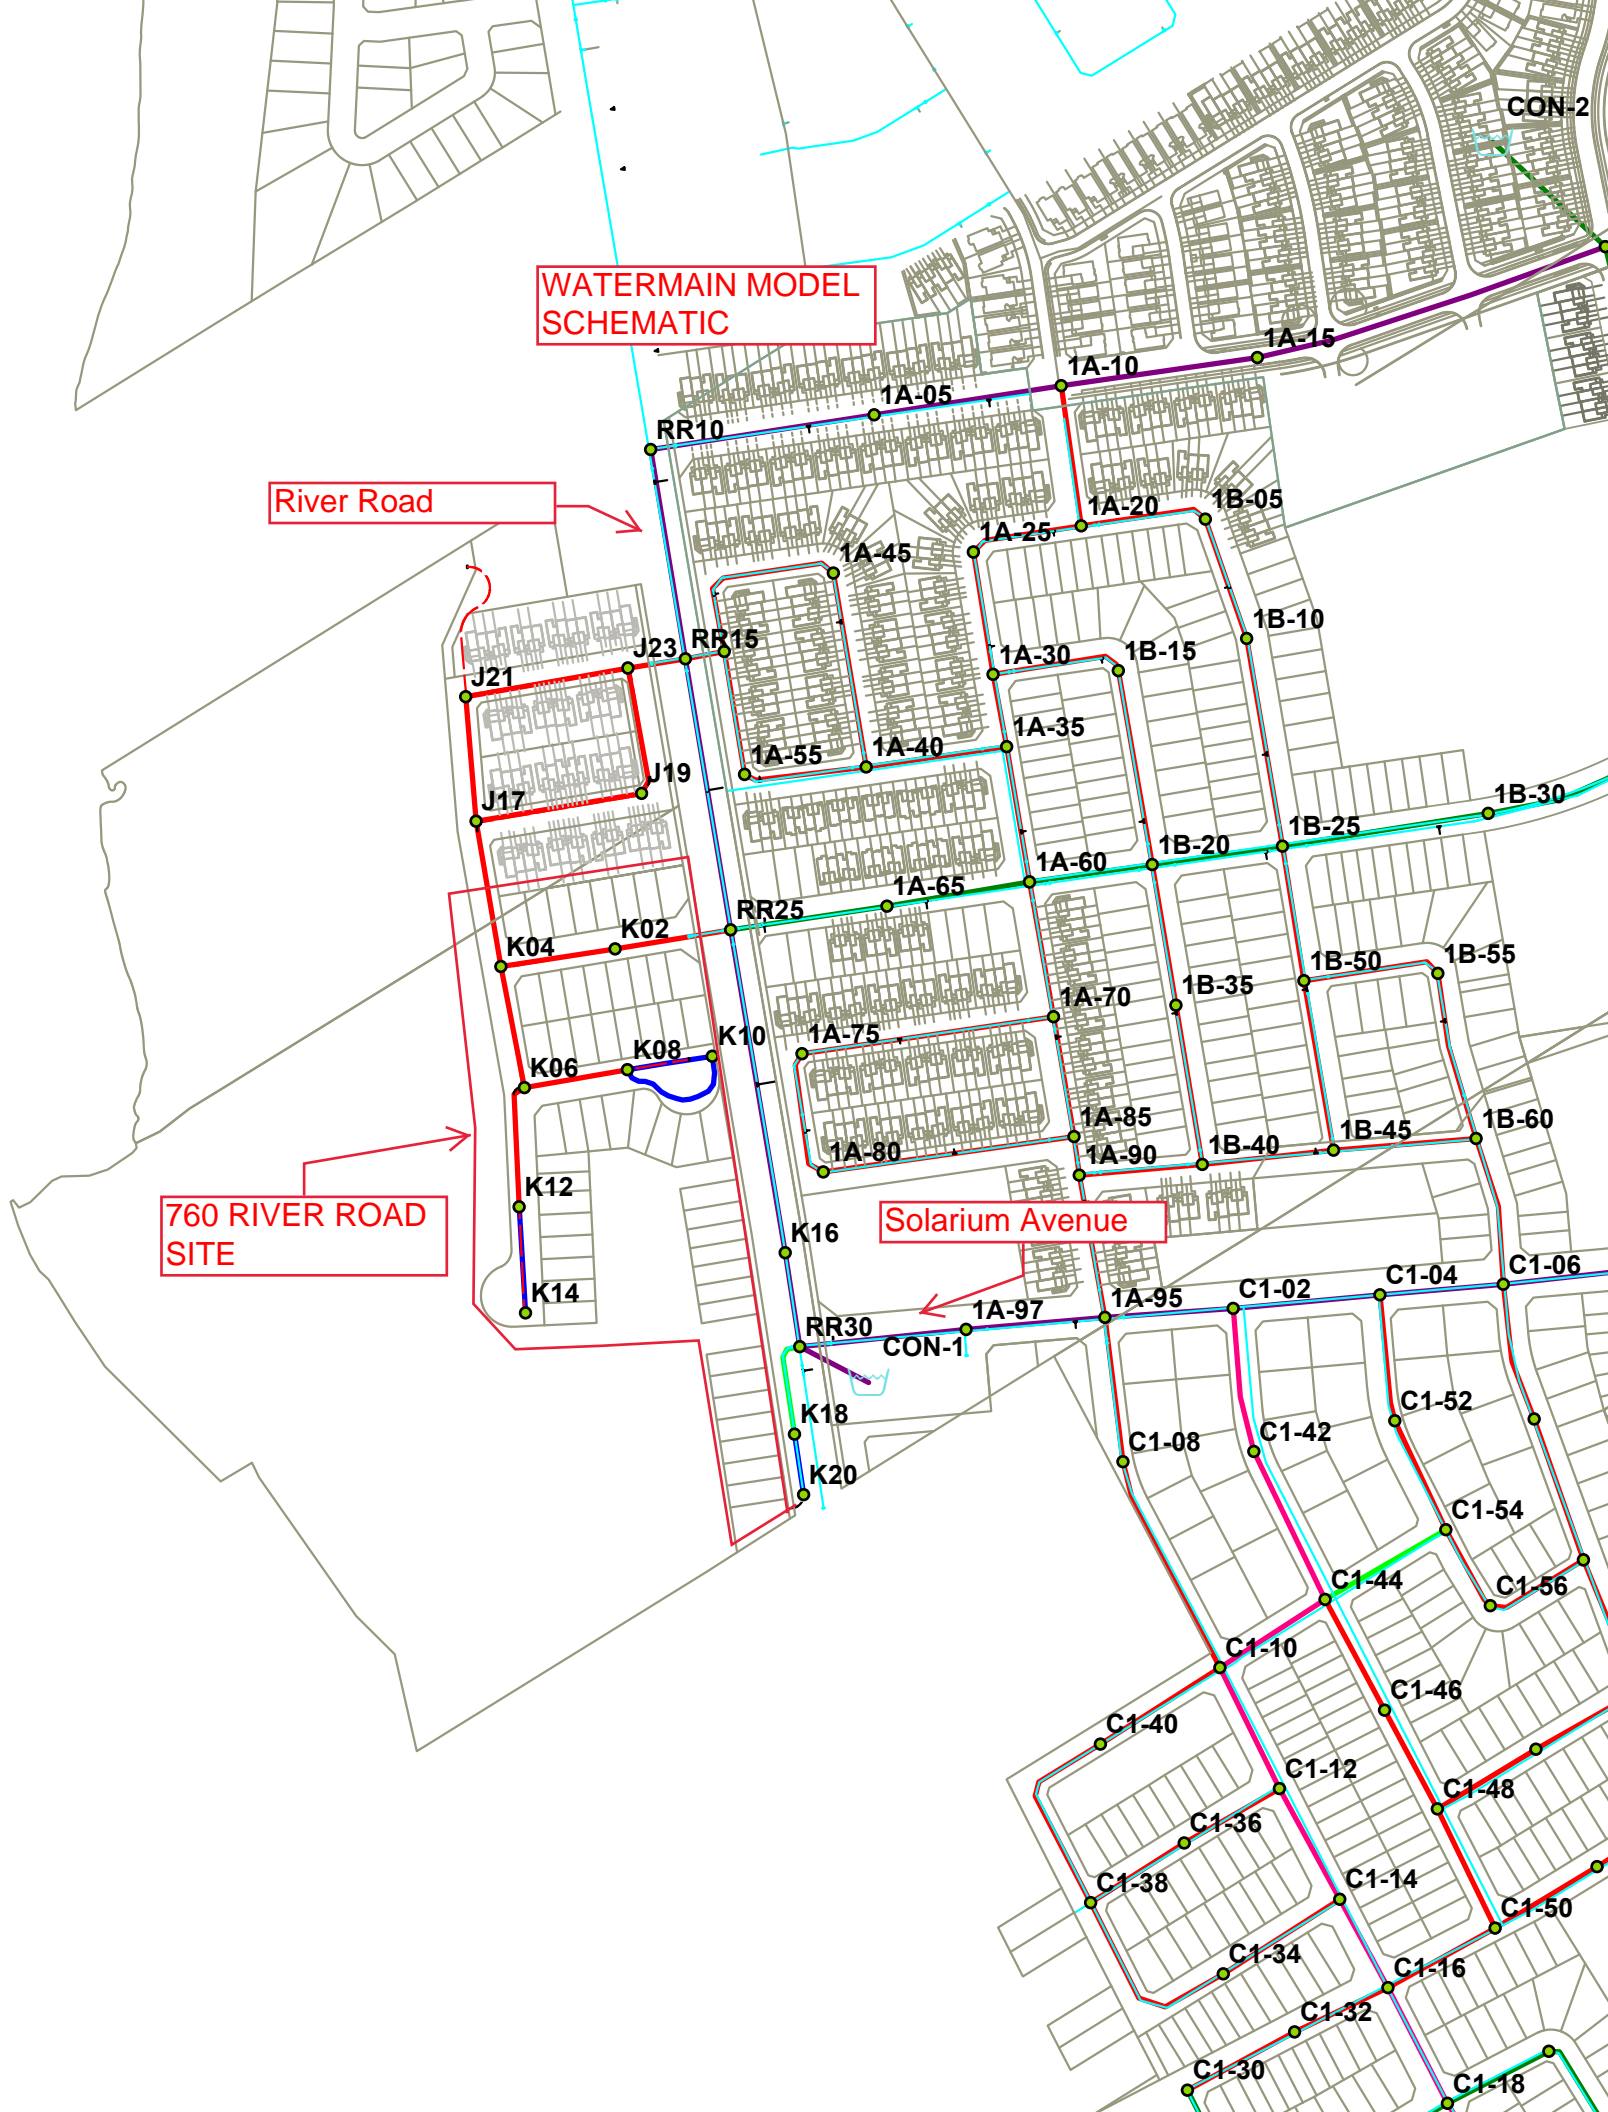 CON-2
WATERMAIN MODEL
SCHEMATIC
1A-15
1A-10
1A-05
RR10
River Road
1B-05
1A-20
1A-25
1A-45
1B-10
RR15
J23
1B-15
1A-30
J21
1A-35
1A-55
1A-40
J19
J17
1B-30
1B-25
1B-20
1A-60
1A-65
RR25
K02
K04
1B-50
1B-55
1B-35
1A-70
K10
1A-75
K08
K06
1B-60
1A-85
1B-45
1B-40
1A-90
1A-80
K12
760 RIVER ROAD
SITE
Solarium Avenue
K16
C1-06
C1-04
C1-02
K14
1A-95
1A-97
RR30
CON-1
C1-52
K18
C1-42
C1-08
K20
C1-54
C1-44
C1-56
C1-10
C1-46
C1-40
C1-12
C1-48
C1-36
C1-38
C1-14
C1-50
C1-34
C1-16
C1-32
C1-30
C1-18